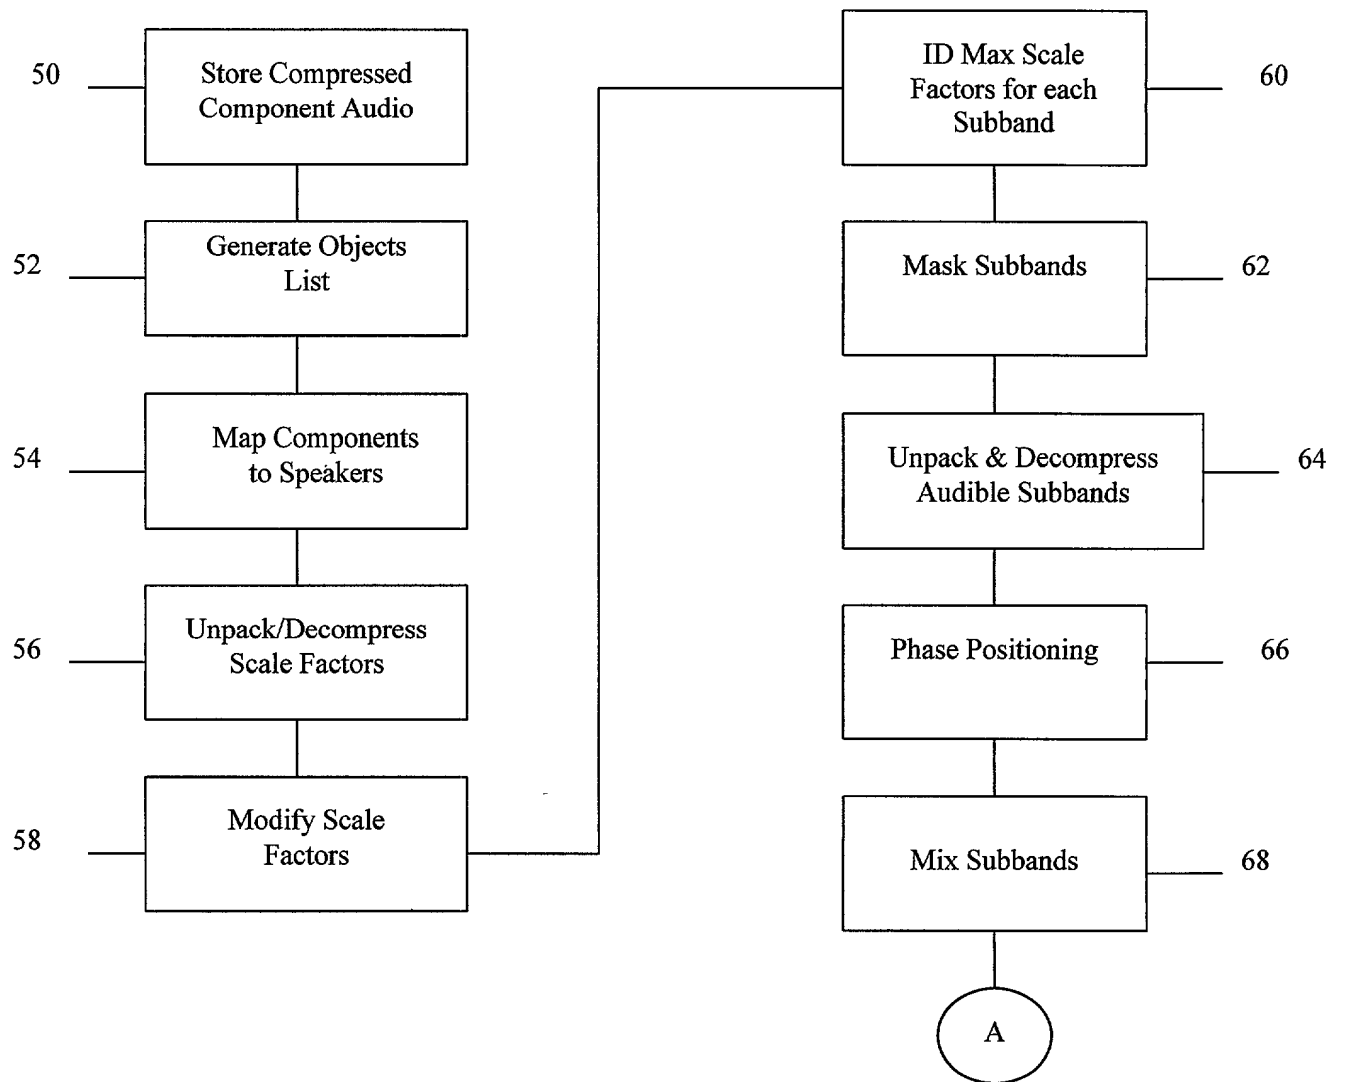 50
Store Compressed
Component Audio
52
Generate Objects
List
54
Map Components
to Speakers
56
Unpack/Decompress
Scale Factors
58
Modify Scale
Factors
ID Max Scale
Factors for each
Subband
60
Mask Subbands
62
Unpack & Decompress
Audible Subbands
64
Phase Positioning
66
Mix Subbands
68
A